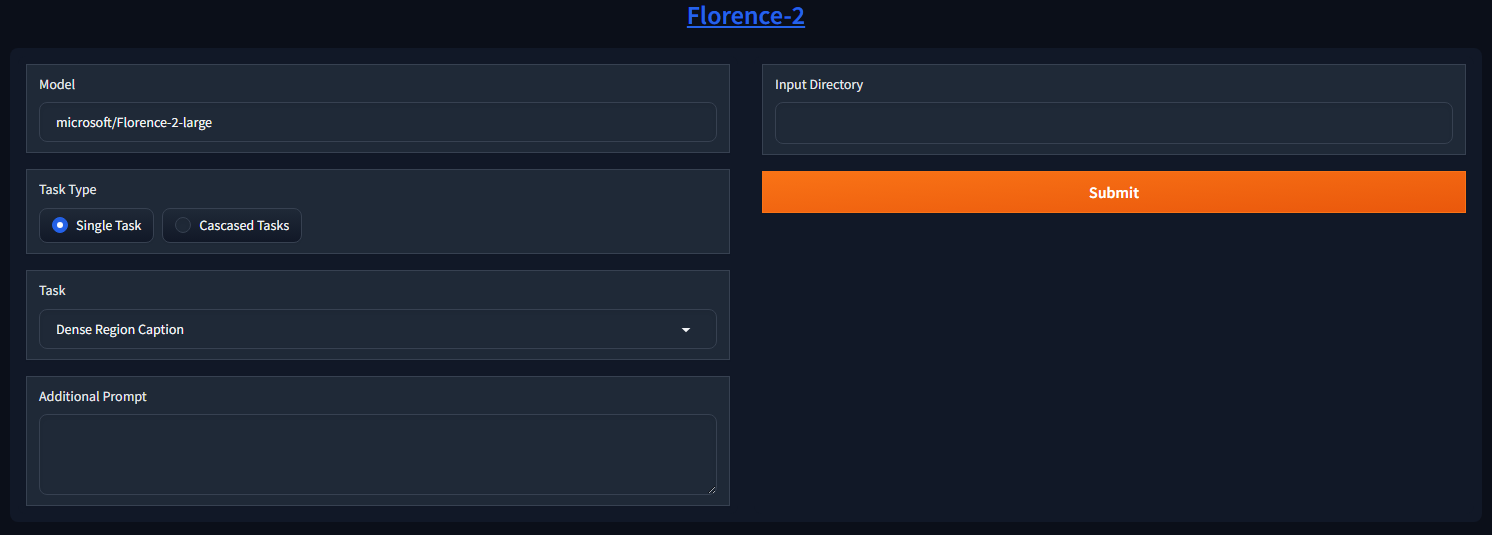 Florence-2
Model
microsoft/Florence-2-large
Task Type
Single Task
Cascased Tasks
Task
Dense Region Caption
Additional Prompt
Input Directory
Submit